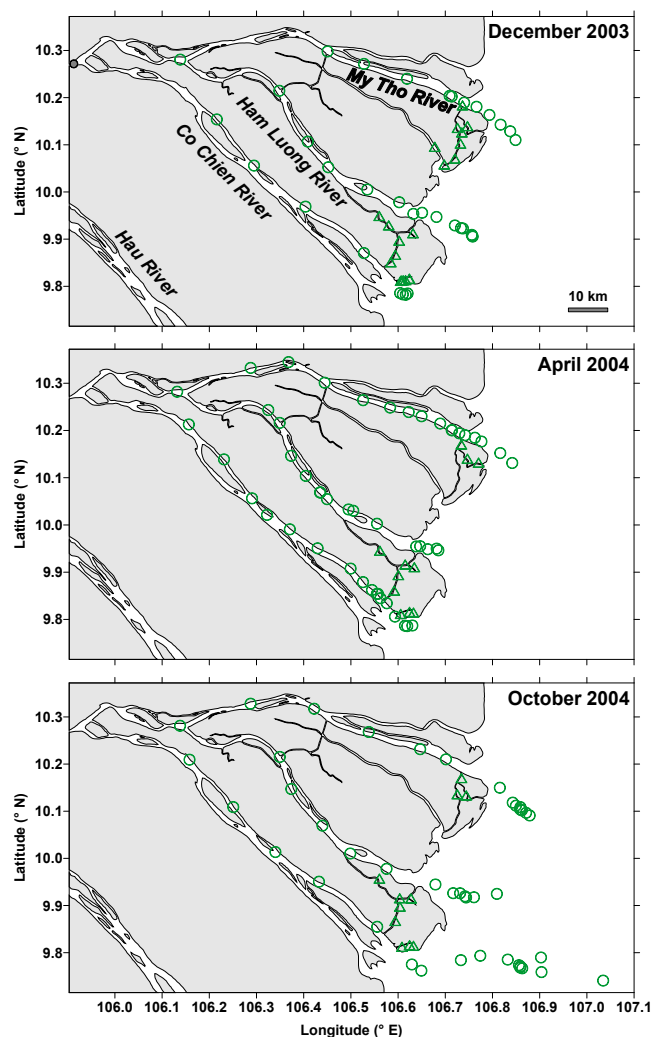 December 2003
10.3
10.2
10.1
10.0
9.9
9.8
Latitude (° N)
My Tho River
Ham Luong River
Co Chien River
Hau River
10 km
April 2004
10.3
10.2
10.1
10.0
9.9
9.8
Latitude (° N)
October 2004
10.3
10.2
10.1
10.0
9.9
9.8
Latitude (° N)
106.0 106.1 106.2 106.3 106.4 106.5 106.6 106.7 106.8 106.9 107.0 107.1
Longitude (° E)